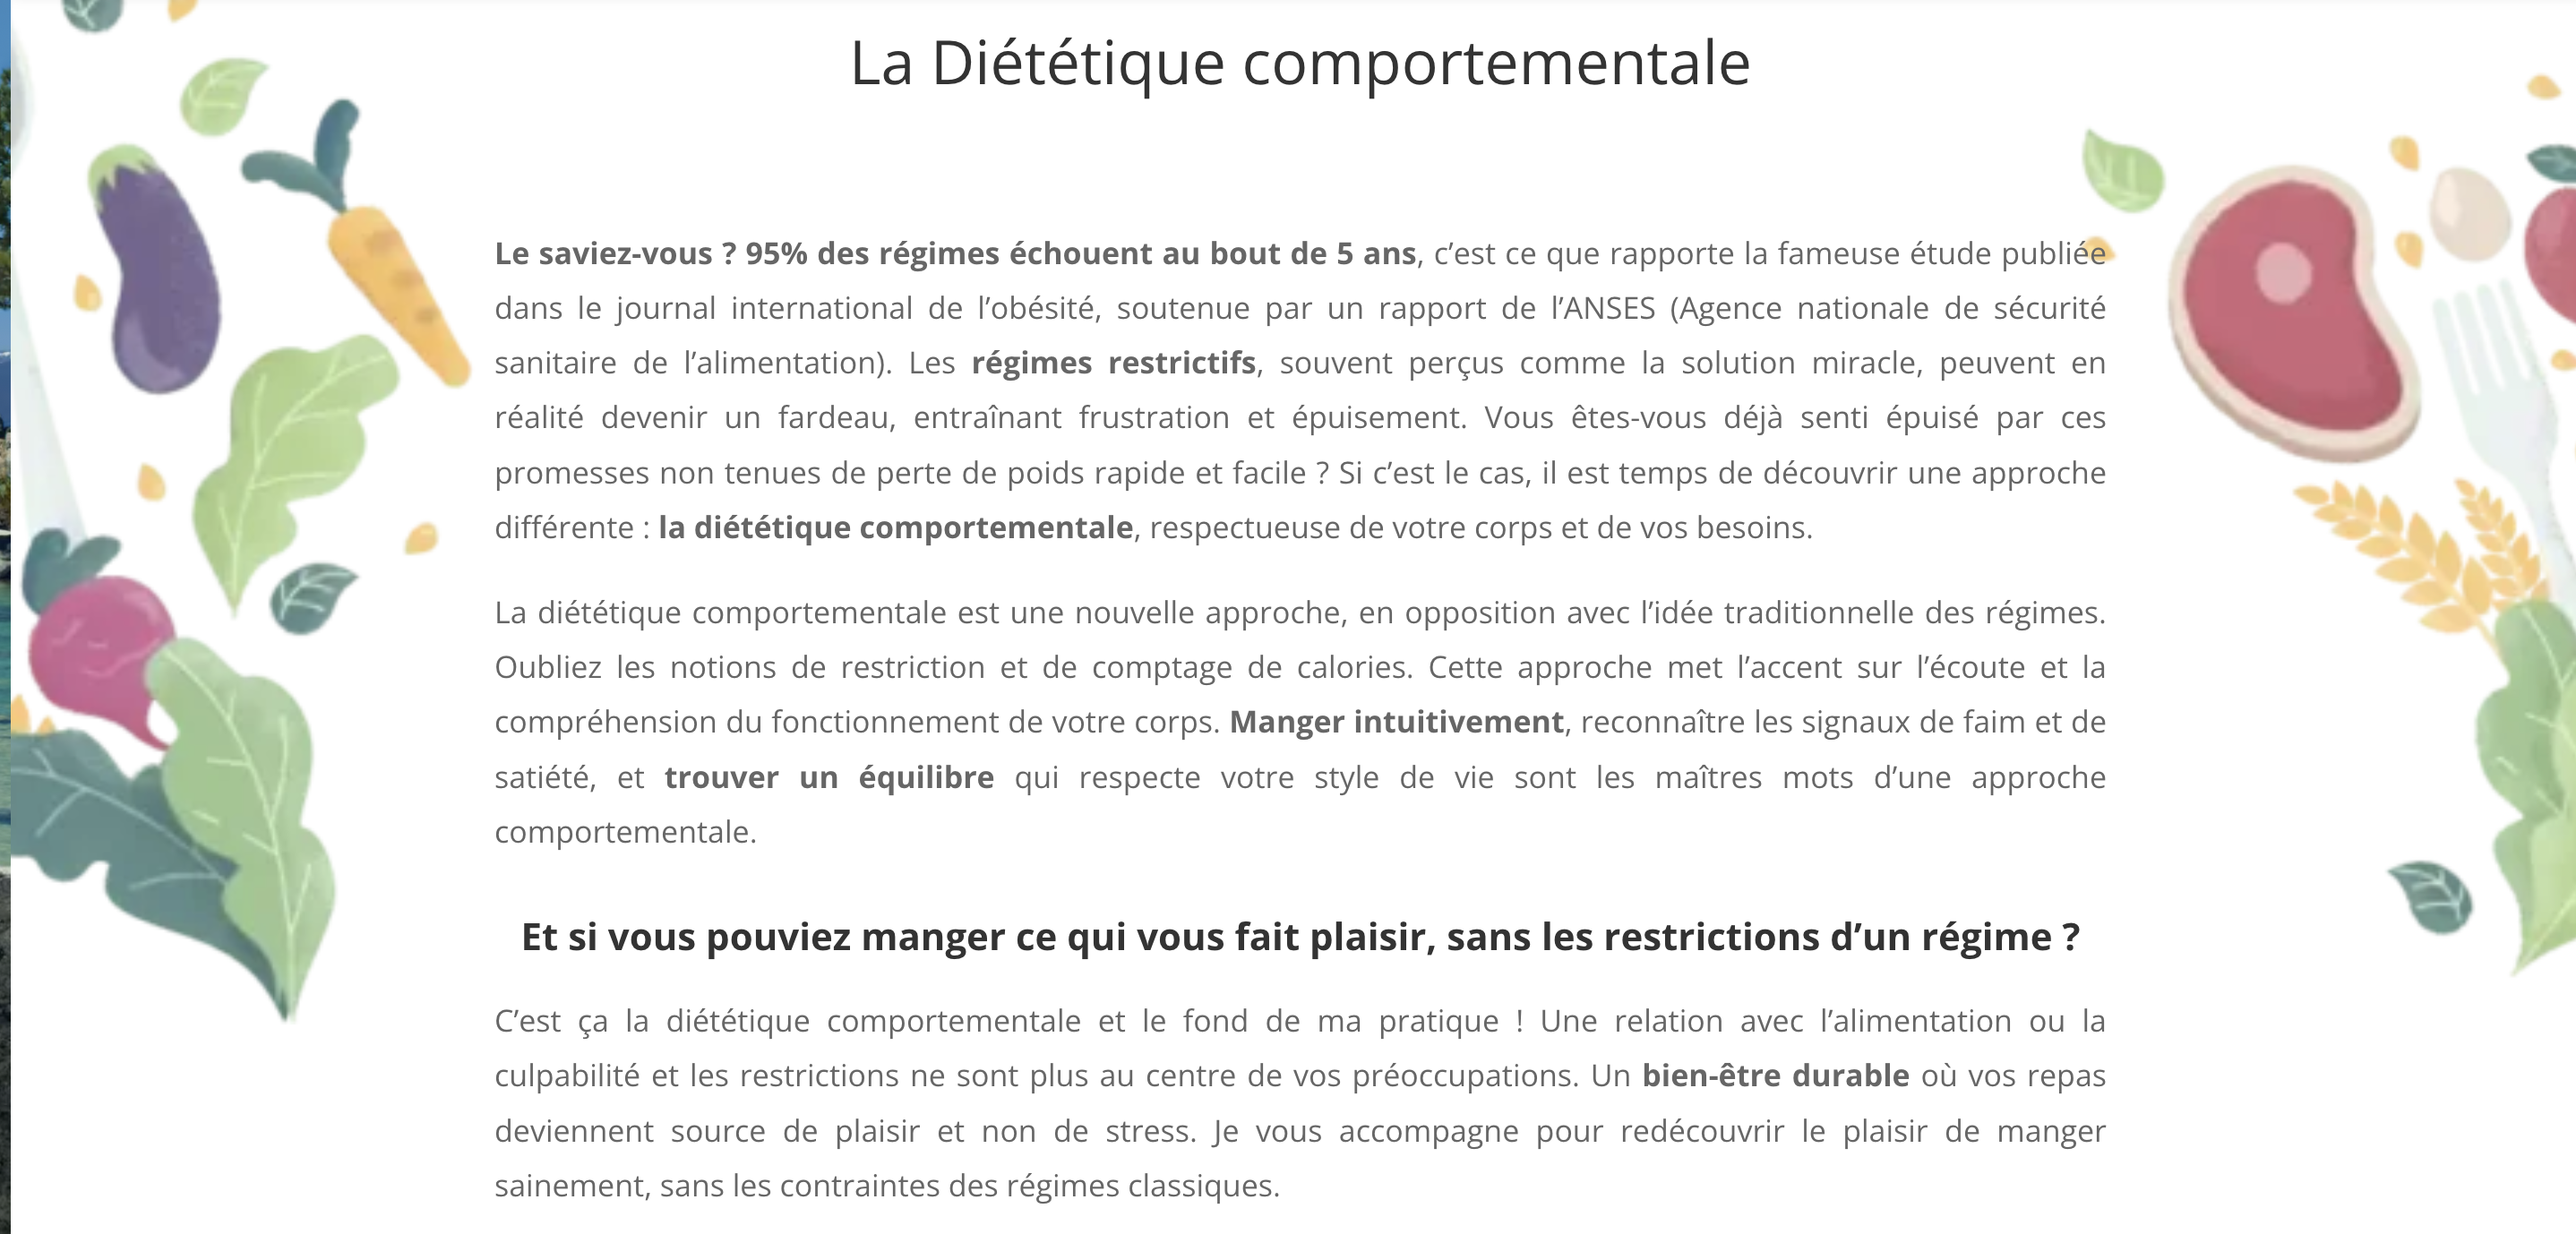 La Diététique comportementale
Le saviez-vous ? 95% des régimes échouent au bout de 5 ans, c’est ce que rapporte la fameuse étude publiée
dans le journal international de l’obésité, soutenue par un rapport de l’ANSES (Agence nationale de sécurité
sanitaire de l’alimentation). Les régimes restrictifs, souvent perçus comme la solution miracle, peuvent en
réalité devenir un fardeau, entraînant frustration et épuisement. Vous êtes-vous déjà senti épuisé par ces
promesses non tenues de perte de poids rapide et facile ? Si c’est le cas, il est temps de découvrir une approche
différente : la diététique comportementale, respectueuse de votre corps et de vos besoins.
La diététique comportementale est une nouvelle approche, en opposition avec l’idée traditionnelle des régimes.
Oubliez les notions de restriction et de comptage de calories. Cette approche met l’accent sur l’écoute et la
compréhension du fonctionnement de votre corps. Manger intuitivement, reconnaître les signaux de faim et de
satiété, et trouver un équilibre qui respecte votre style de vie sont les maîtres mots d’une approche
comportementale.
Et si vous pouviez manger ce qui vous fait plaisir, sans les restrictions d’un régime ?
C’est ça la diététique comportementale et le fond de ma pratique ! Une relation avec l’alimentation ou la
culpabilité et les restrictions ne sont plus au centre de vos préoccupations. Un bien-être durable où vos repas
deviennent source de plaisir et non de stress. Je vous accompagne pour redécouvrir le plaisir de manger
sainement, sans les contraintes des régimes classiques.